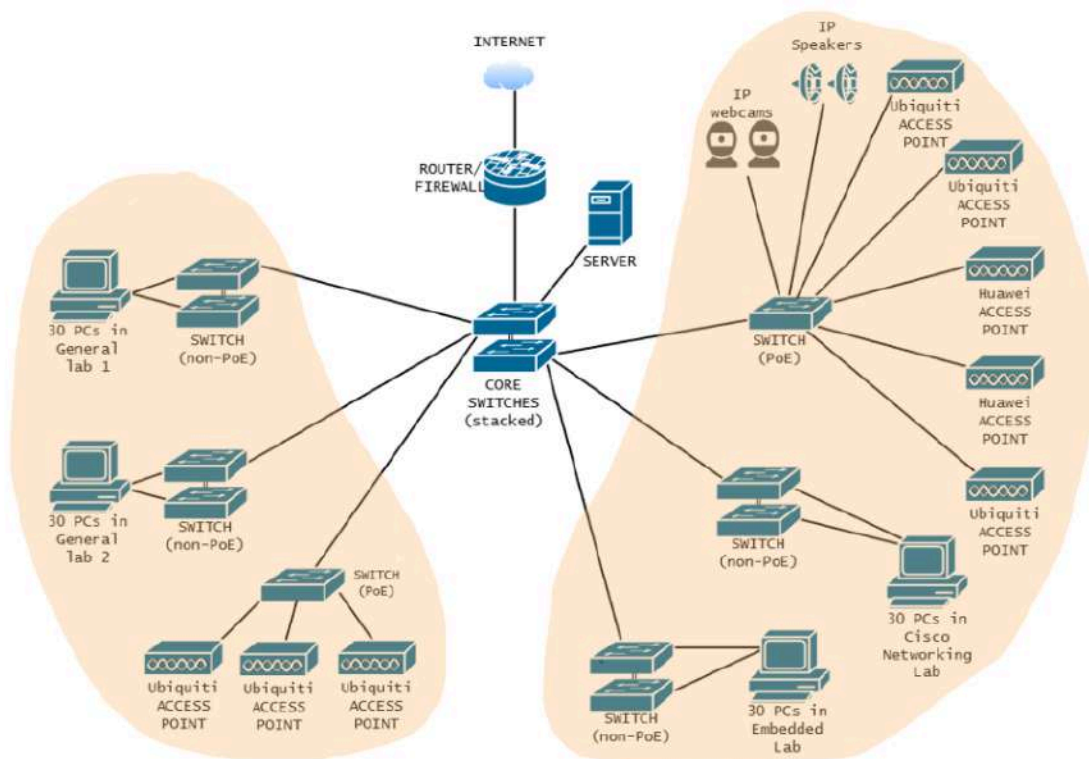 INTERNET
ROUTER/
FIREWALL
SERVER
CORE
SWITCHES
(stacked)
30 PCs in
General
lab 1
SWITCH
(non-PoE)
30 PCs in
General
lab 2
SWITCH
(non-PoE)
SWITCH
(PoE)
Ubiquiti
ACCESS
POINT
Ubiquiti
ACCESS
POINT
Ubiquiti
ACCESS
POINT
IP
Speakers
IP
webcams
Ubiquiti
ACCESS
POINT
Ubiquiti
ACCESS
POINT
Huawei
ACCESS
POINT
Huawei
ACCESS
POINT
Ubiquiti
ACCESS
POINT
SWITCH
(PoE)
SWITCH
(non-PoE)
30 PCs in
Cisco
Networking
Lab
SWITCH
(non-PoE)
30 PCs in
Embedded
Lab